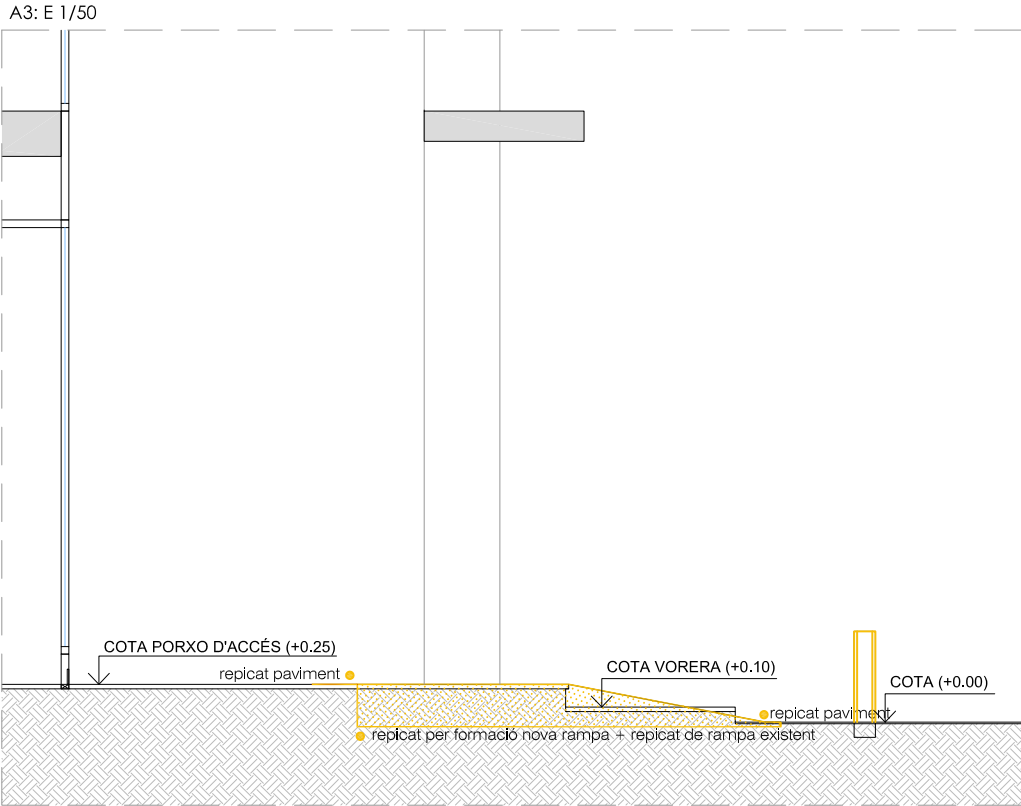 A3: E 1/50
COTA PORXO D'ACCÉS (+0.25)
repicat paviment
COTA VORERA (+0.10)
COTA (+0.00)
repicat paviment
repicat per formació nova rampa + repicat de rampa existent